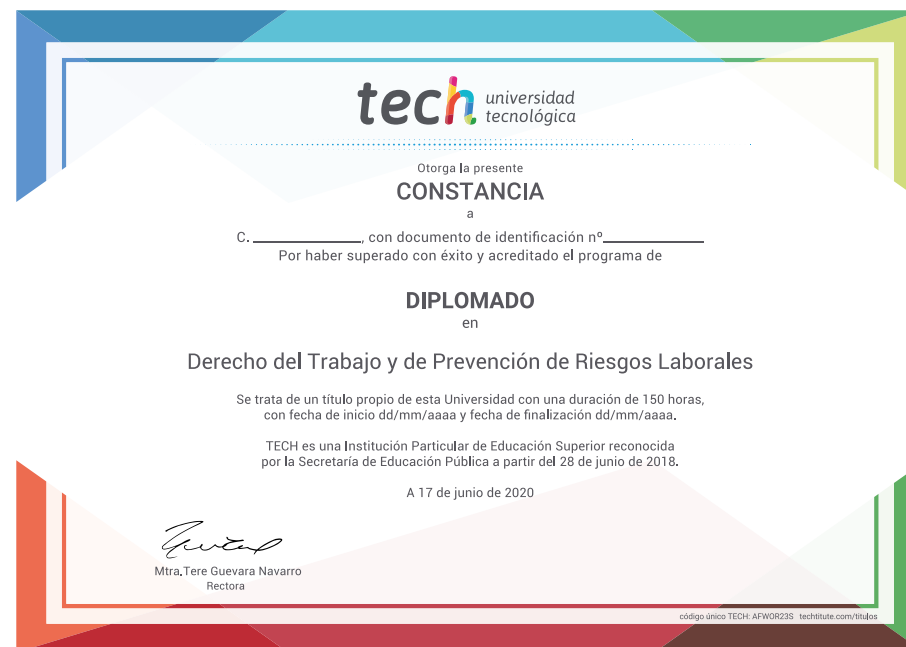 tech universidad
tecnológica
Otorga la presente
CONSTANCIA
a
C. ____________, con documento de identificación nº____________
Por haber superado con éxito y acreditado el programa de
DIPLOMADO
en
Derecho del Trabajo y de Prevención de Riesgos Laborales
Se trata de un título propio de esta Universidad con una duración de 150 horas,
con fecha de inicio dd/mm/aaaa y fecha de finalización dd/mm/aaaa.
TECH es una Institución Particular de Educación Superior reconocida
por la Secretaría de Educación Pública a partir del 28 de junio de 2018.
A 17 de junio de 2020
Mtra.Tere Guevara Navarro
Rectora
código único TECH: AFWOR23S techtitute.com/titulos